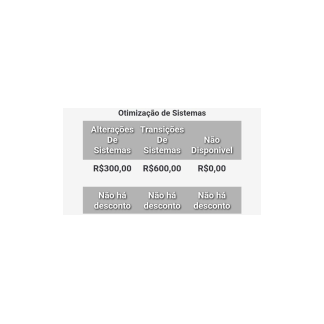 Otimização de Sistemas
Alterações Transições
De De Não
Sistemas Sistemas Disponivel
R$300,00 R$600,00 R$0,00
Não há Não há Não há
desconto desconto desconto